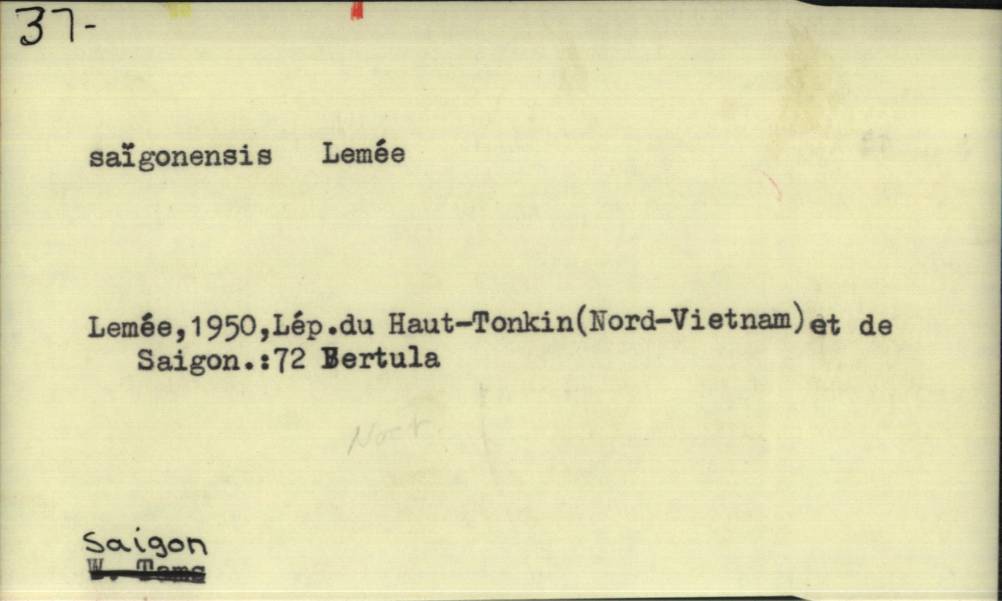 37-
saïgonensis Lemée
Lemée,1950,Lép.du Haut-Tonkin(Nord-Vietnam)et de
Saigon.:72 Bertula
Noct.
Saigon